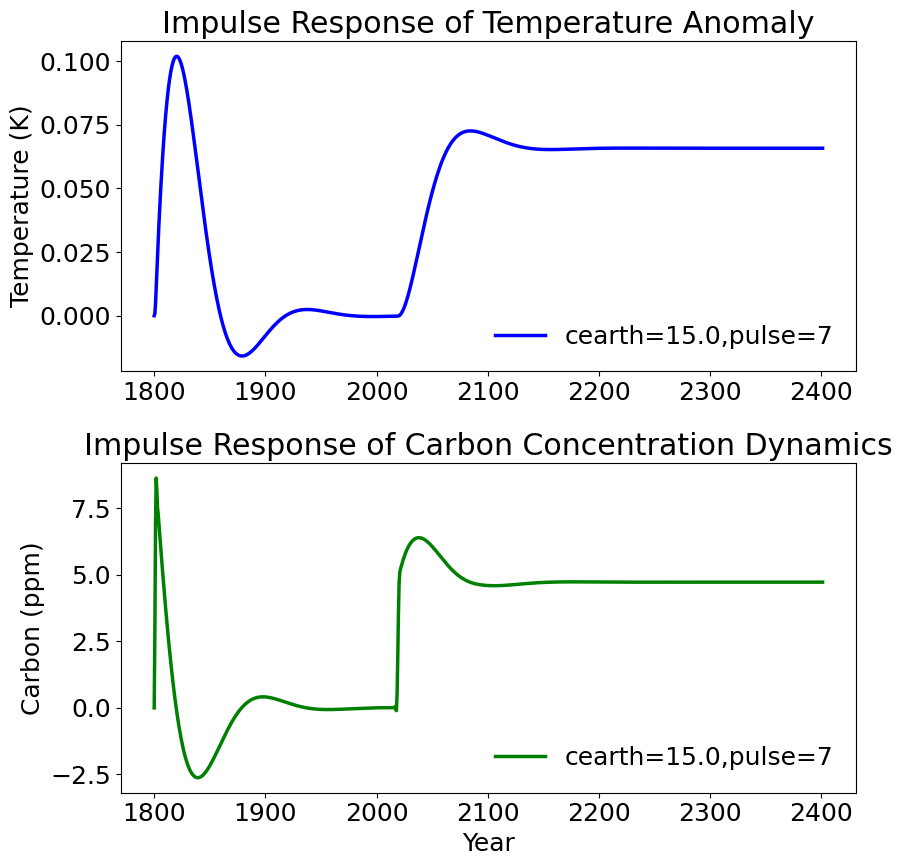 Impulse Response of Temperature Anomaly
Temperature (K)
0.100
0.075
0.050
0.025
0.000
cearth=15.0,pulse=7
1800 1900 2000 2100 2200 2300 2400
Impulse Response of Carbon Concentration Dynamics
Carbon (ppm)
7.5
5.0
2.5
0.0
−2.5
cearth=15.0,pulse=7
1800 1900 2000 2100 2200 2300 2400
Year